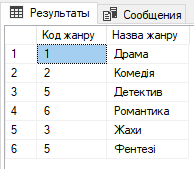 Результаты Сообщения
Код жанру Назва жанру
1 1 Драма
2 2 Комедія
3 5 Детектив
4 6 Романтика
5 3 Жахи
6 5 Фентезі